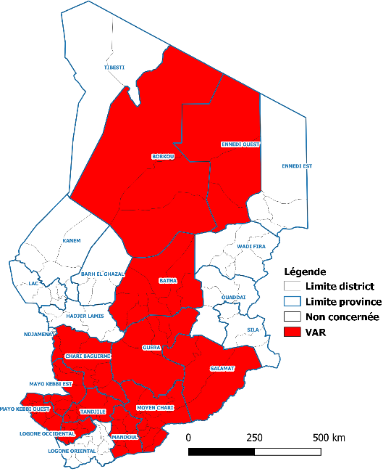 TIBESTI
BORKOU
ENNEDI OUEST
ENNEDI EST
KANEM
WADI FIRA
BARH EL GHAZAL
BATHA
LAC
OUADDAI
HADJER LAMIS
NDJAMENA
SILA
GUERA
CHARI BAGUIRMI
SALAMAT
MAYO KEBBI EST
MAYO KEBBI OUEST
TANDJILE
MOYEN CHARI
LOGONE OCCIDENTAL
MANDOUL
LOGONE ORIENTAL
Légende
Limite district
Limite province
Non concernée
VAR
0 250 500 km